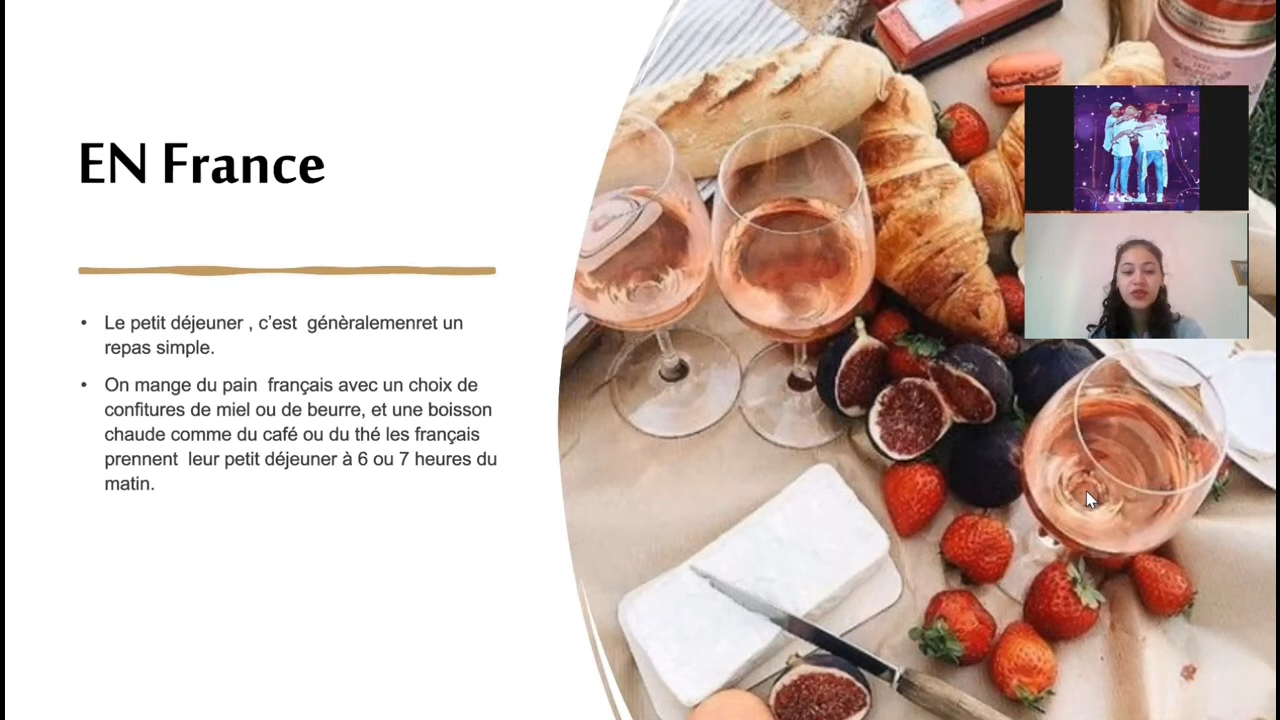 EN France
• Le petit déjeuner , c’est  génèralemenret un
repas simple.
• On mange du pain  français avec un choix de
confitures de miel ou de beurre, et une boisson
chaude comme du café ou du thé les français
prennent  leur petit déjeuner à 6 ou 7 heures du
matin.